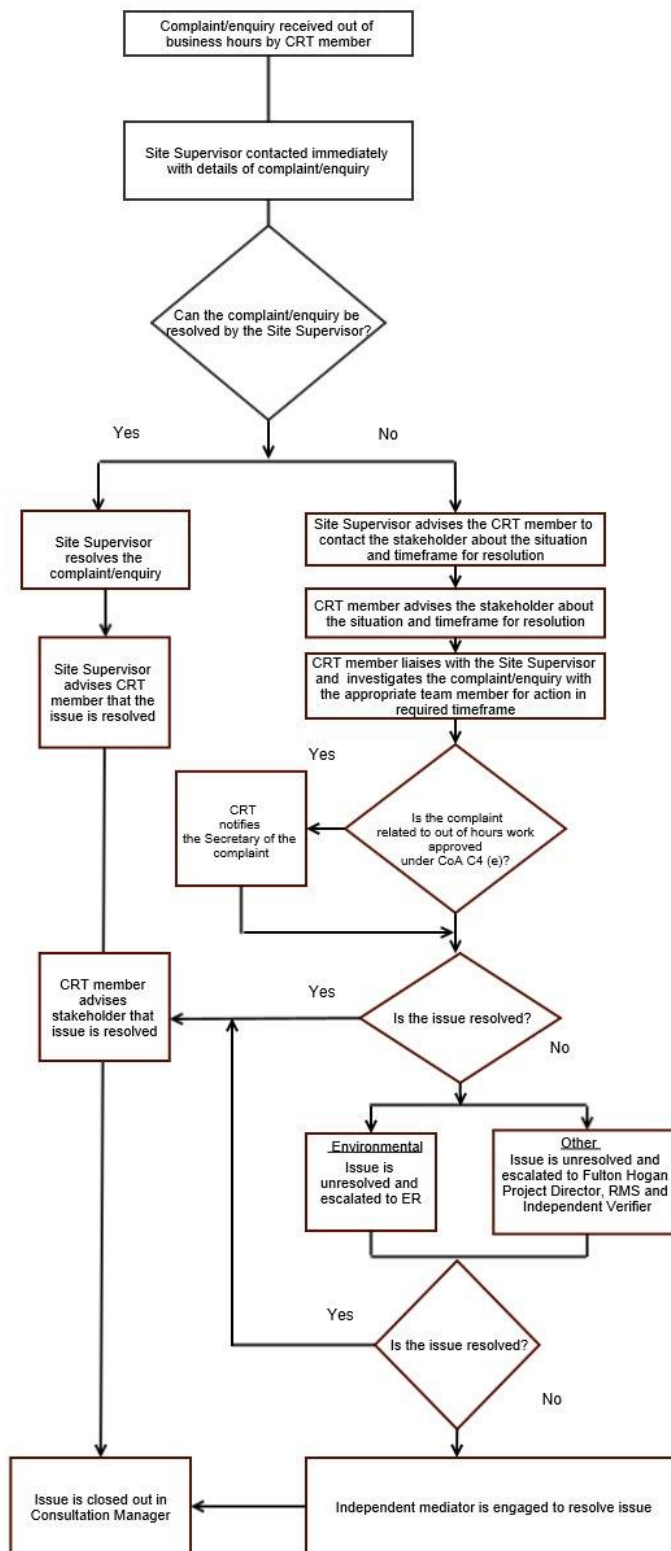 Complaint/enquiry received out of
business hours by CRT member
Site Supervisor contacted immediately
with details of complaint/enquiry
Can the complaint/enquiry be
resolved by the Site Supervisor?
Yes
No
Site Supervisor
resolves the
complaint/enquiry
Site Supervisor advises the CRT member to
contact the stakeholder about the situation
and timeframe for resolution
CRT member advises the stakeholder about
the situation and timeframe for resolution
Site Supervisor
advises CRT
member that the
issue is resolved
CRT member liaises with the Site Supervisor
and investigates the complaint/enquiry with
the appropriate team member for action in
required timeframe
Yes
CRT
notifies
the Secretary of the
complaint
Is the complaint
related to out of hours work
approved
under CoA C4 (e)?
CRT member
advises
stakeholder that
issue is resolved
Yes
Is the issue resolved?
No
Environmental
Issue is
unresolved and
escalated to ER
Other
Issue is unresolved and
escalated to Fulton Hogan
Project Director, RMS and
Independent Verifier
Yes
Is the issue resolved?
No
Issue is closed out in
Consultation Manager
Independent mediator is engaged to resolve issue